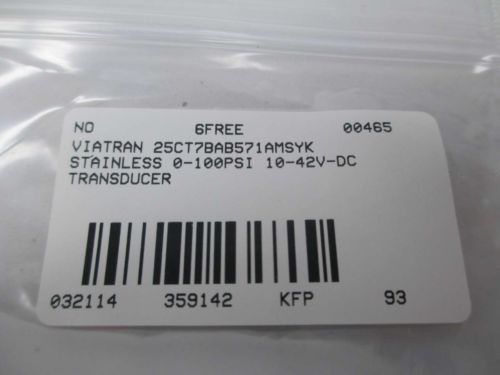 NO 6FREE 00465
VIATRAN 25CT7BAB571AMSYK
STAINLESS 0-100PSI 10-42V-DC
TRANSDUCER
032114 359142 KFP 93